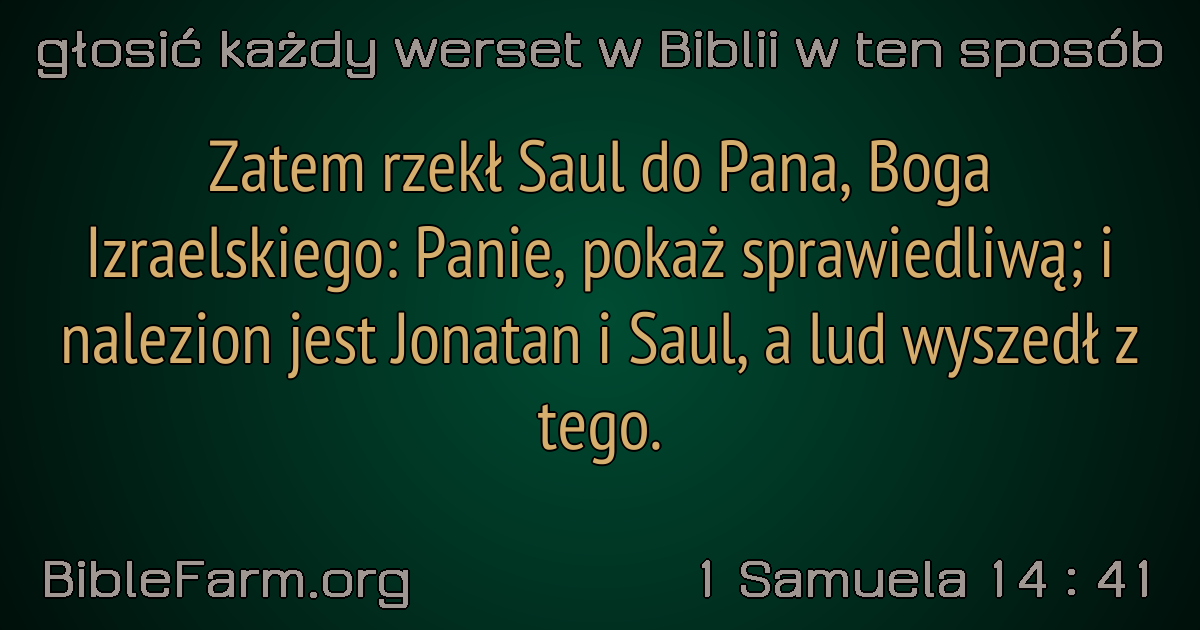 głosić każdy werset w Biblii w ten sposób
Zatem rzekł Saul do Pana, Boga
Izraelskiego: Panie, pokaż sprawiedliwą; i
nalezion jest Jonatan i Saul, a lud wyszedł z
tego.
BibleFarm.org
1 Samuela 14 : 41